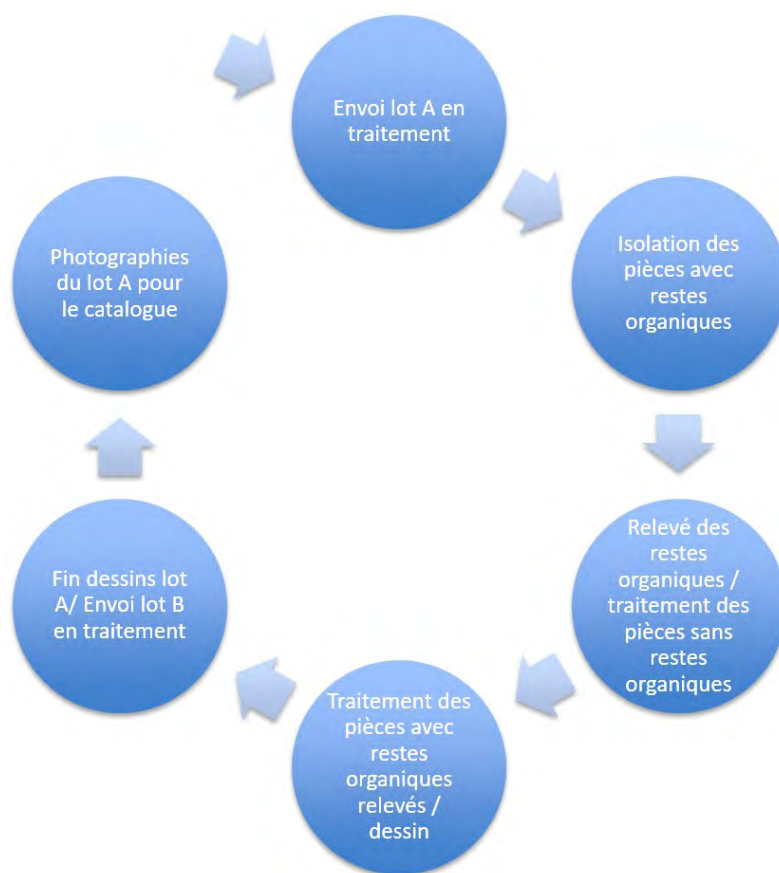 Envoi lot A en
traitement
Isolation des
pièces avec
restes
organiques
Relevé des
restes
organiques /
traitement des
pièces sans
restes
organiques
Traitement des
pièces avec
restes
organiques
relevés /
dessin
Fin dessins lot
A/ Envoi lot B
en traitement
Photographies
du lot A pour
le catalogue